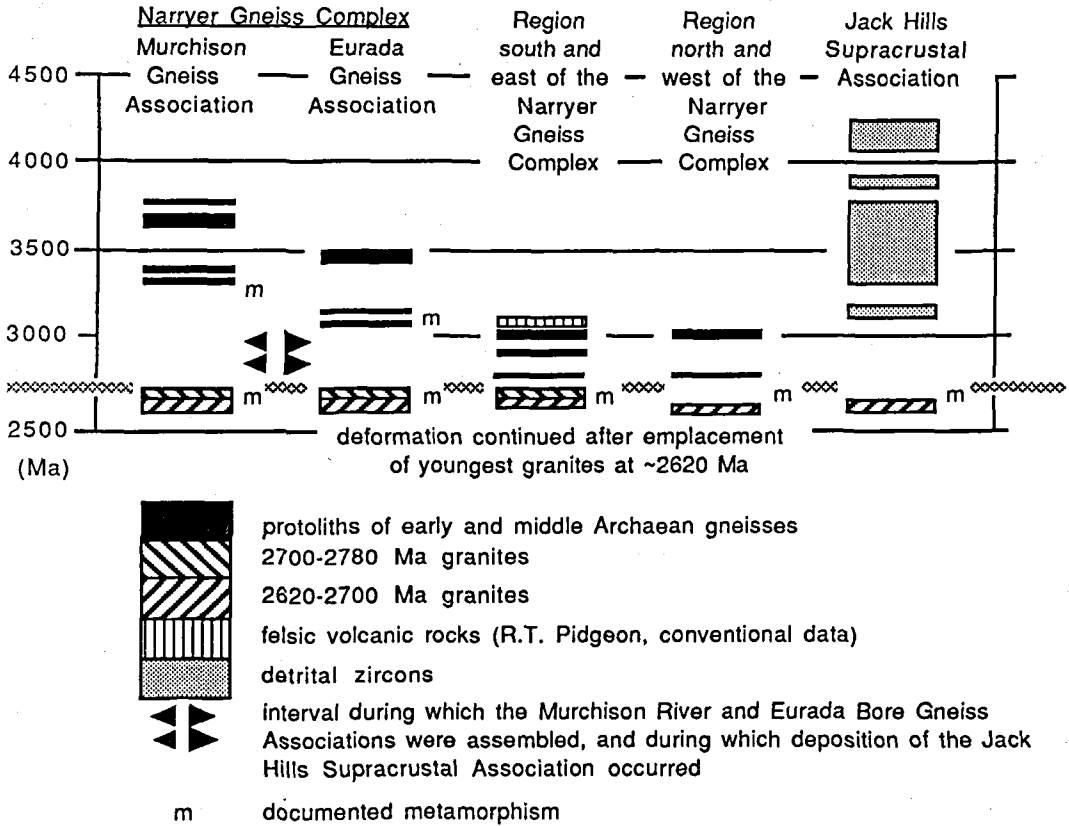 Narryer Gneiss Complex
Murchison
Gneiss
Association
Eurada
Gneiss
Association
Region
south and
east of the
Narryer
Gneiss
Complex
Region
north and
west of the
Narryer
Gneiss
Complex
Jack Hills
Supracrustal
Association
4500
4000
3500
m
m
3000
m
m
m
m
m
2500
(Ma)
deformation continued after emplacement
of youngest granites at ~2620 Ma
protoliths of early and middle Archaean gneisses
2700-2780 Ma granites
2620-2700 Ma granites
felsic volcanic rocks (R.T. Pidgeon, conventional data)
detrital zircons
interval during which the Murchison River and Eurada Bore Gneiss
Associations were assembled, and during which deposition of the Jack
Hills Supracrustal Association occurred
m documented metamorphism